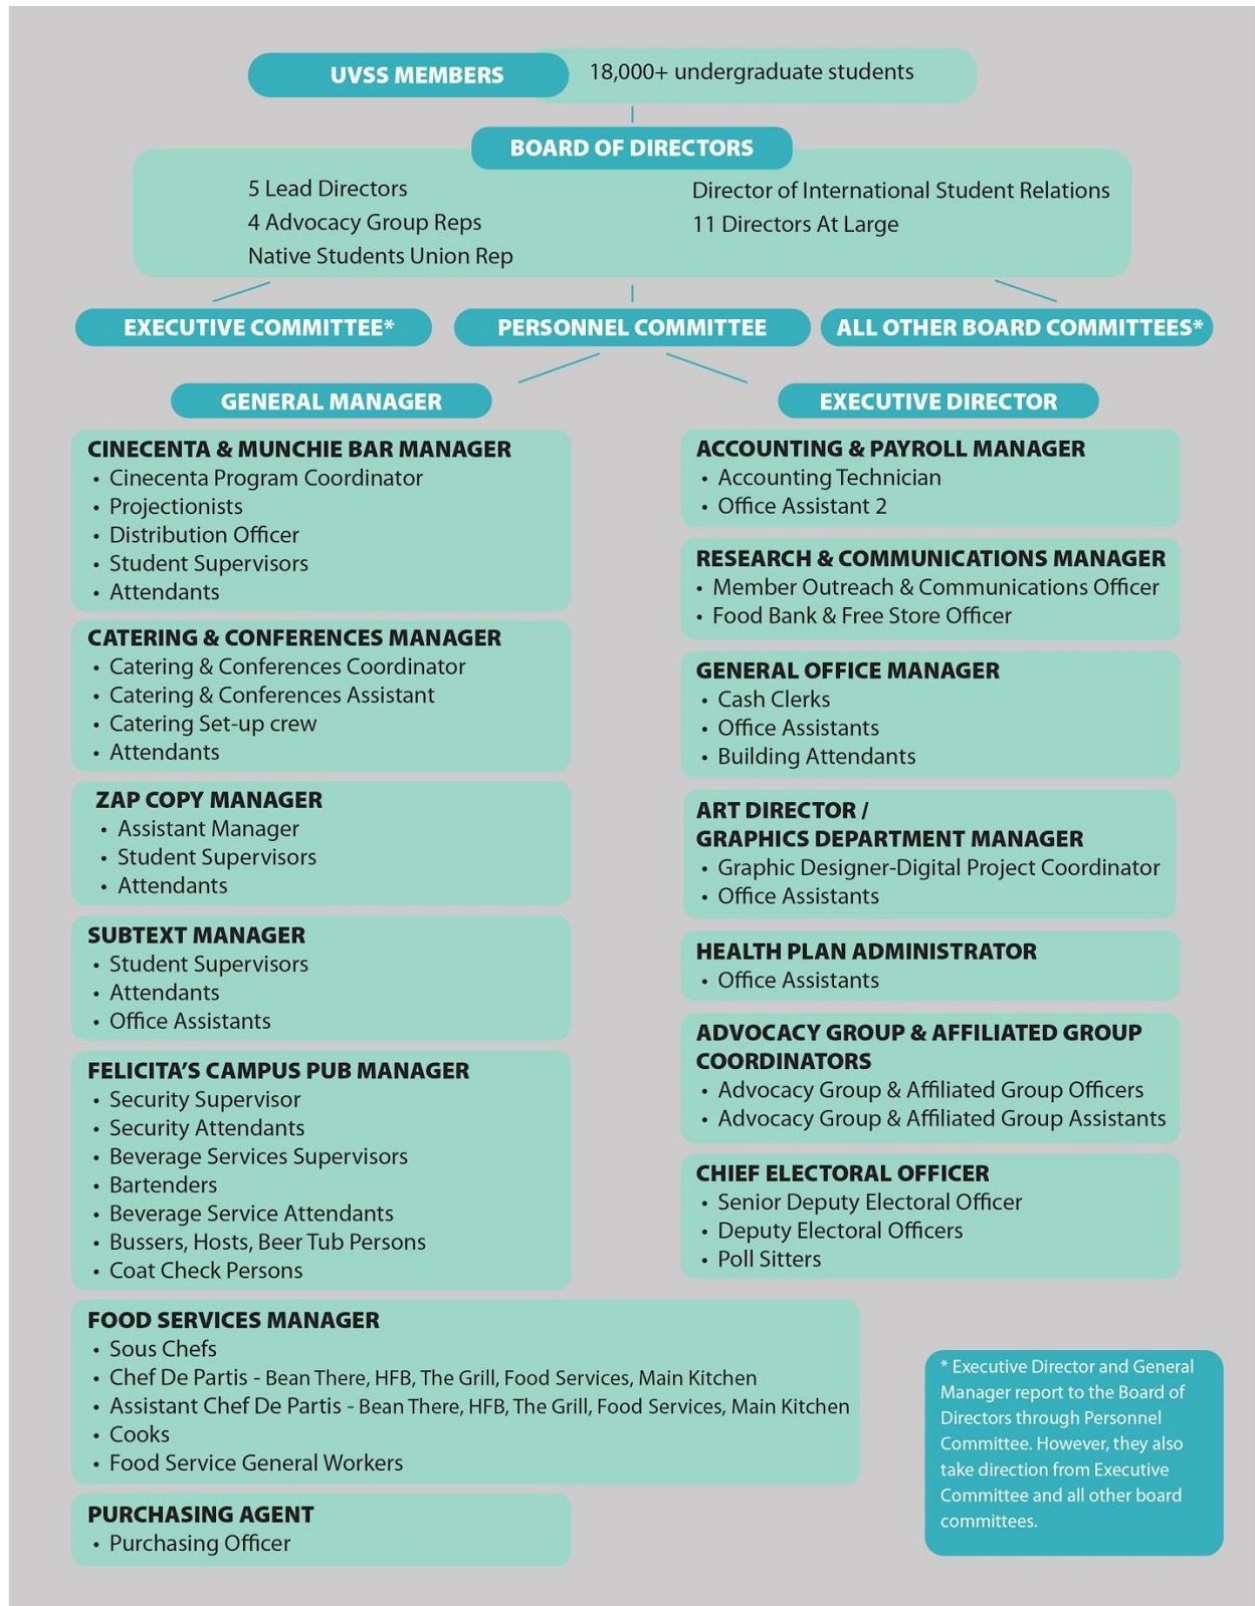 UVSS MEMBERS
18,000+ undergraduate students
BOARD OF DIRECTORS
5 Lead Directors
4 Advocacy Group Reps
Native Students Union Rep
Director of International Student Relations
11 Directors At Large
EXECUTIVE COMMITTEE*
PERSONNEL COMMITTEE
ALL OTHER BOARD COMMITTEES*
GENERAL MANAGER
CINECENTA & MUNCHIE BAR MANAGER
• Cinecenta Program Coordinator
• Projectionists
• Distribution Officer
• Student Supervisors
• Attendants
CATERING & CONFERENCES MANAGER
• Catering & Conferences Coordinator
• Catering & Conferences Assistant
• Catering Set-up crew
• Attendants
ZAP COPY MANAGER
• Assistant Manager
• Student Supervisors
• Attendants
SUBTEXT MANAGER
• Student Supervisors
• Attendants
• Office Assistants
FELICITA'S CAMPUS PUB MANAGER
• Security Supervisor
• Security Attendants
• Beverage Services Supervisors
• Bartenders
• Beverage Service Attendants
• Bussers, Hosts, Beer Tub Persons
• Coat Check Persons
FOOD SERVICES MANAGER
• Sous Chefs
• Chef De Partis - Bean There, HFB, The Grill, Food Services, Main Kitchen
• Assistant Chef De Partis - Bean There, HFB, The Grill, Food Services, Main Kitchen
• Cooks
• Food Service General Workers
PURCHASING AGENT
• Purchasing Officer
EXECUTIVE DIRECTOR
ACCOUNTING & PAYROLL MANAGER
• Accounting Technician
• Office Assistant 2
RESEARCH & COMMUNICATIONS MANAGER
• Member Outreach & Communications Officer
• Food Bank & Free Store Officer
GENERAL OFFICE MANAGER
• Cash Clerks
• Office Assistants
• Building Attendants
ART DIRECTOR /
GRAPHICS DEPARTMENT MANAGER
• Graphic Designer-Digital Project Coordinator
• Office Assistants
HEALTH PLAN ADMINISTRATOR
• Office Assistants
ADVOCACY GROUP & AFFILIATED GROUP
COORDINATORS
• Advocacy Group & Affiliated Group Officers
• Advocacy Group & Affiliated Group Assistants
CHIEF ELECTORAL OFFICER
• Senior Deputy Electoral Officer
• Deputy Electoral Officers
• Poll Sitters
* Executive Director and General
Manager report to the Board of
Directors through Personnel
Committee. However, they also
take direction from Executive
Committee and all other board
committees.